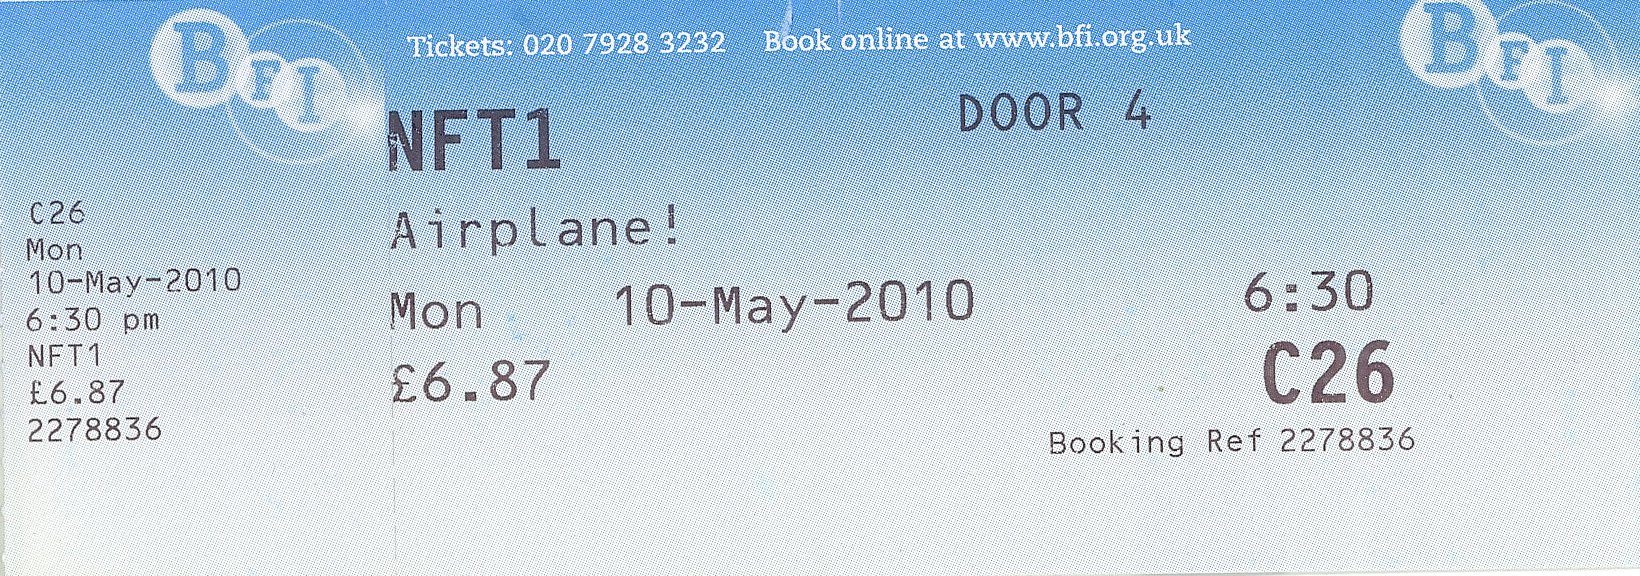 BFI
Tickets: 020 7928 3232 Book online at www.bfi.org.uk
BFI
NFT1
DOOR 4
Airplane!
Mon 10-May-2010 6:30
£6.87
C26
Booking Ref 2278836
C26
Mon
10-May-2010
6:30 pm
NFT1
£6.87
2278836